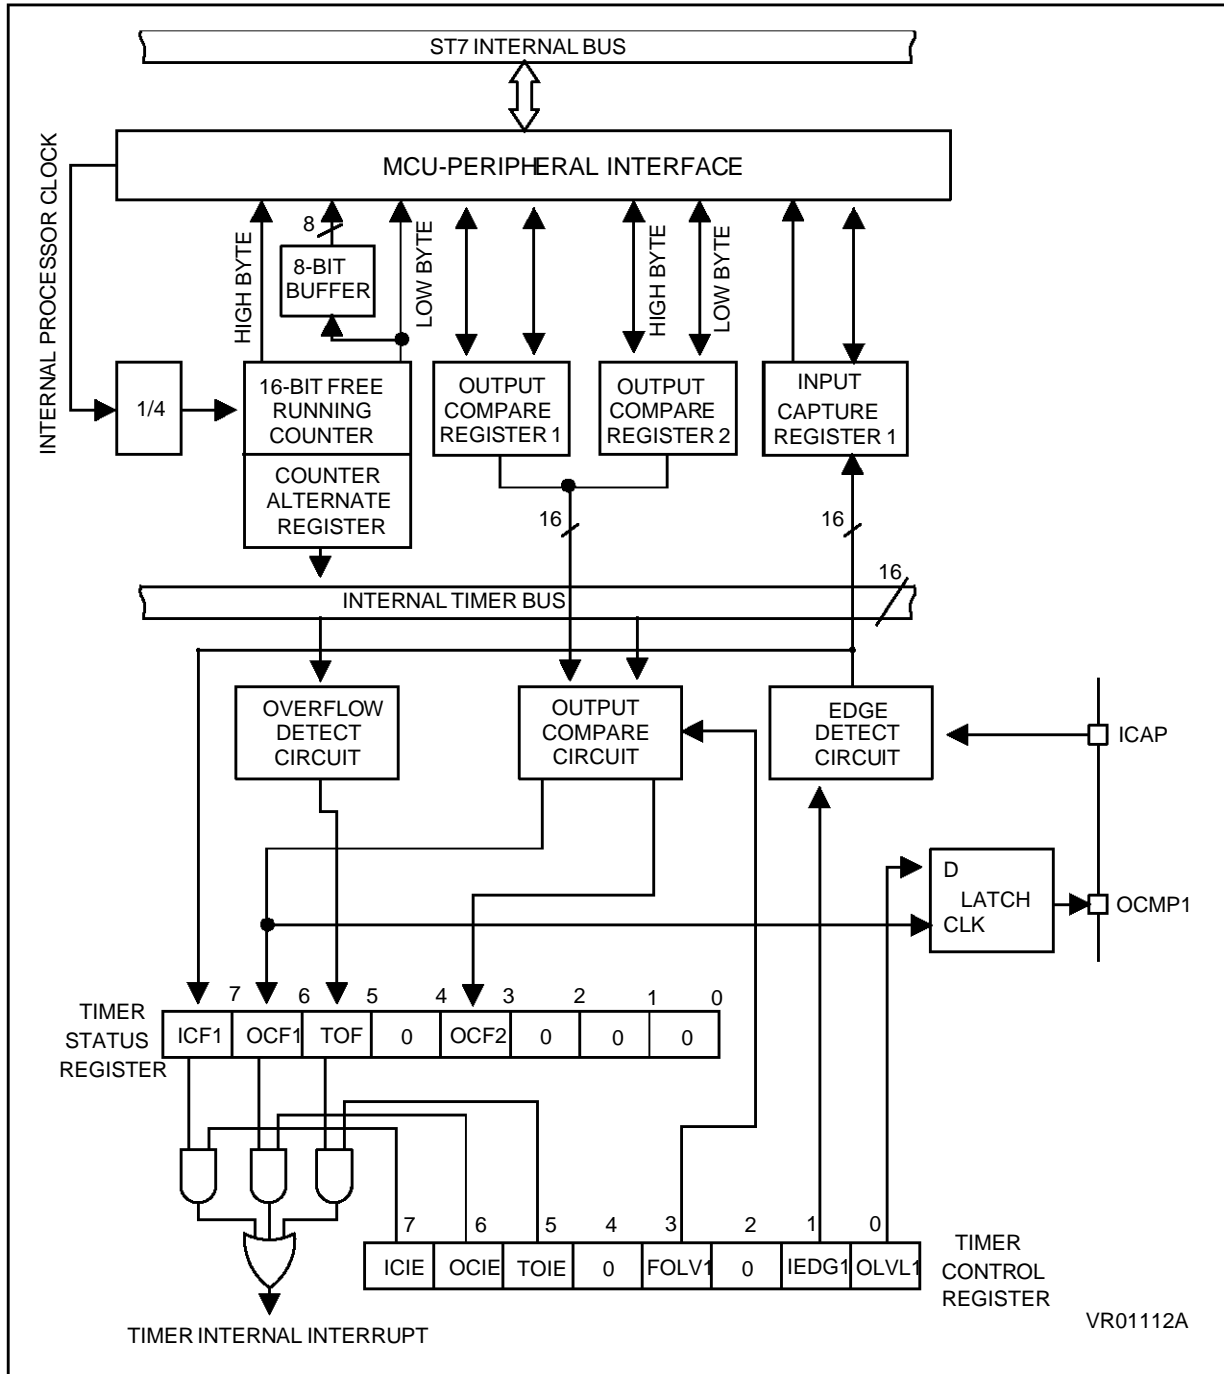 ST7 INTERNAL BUS
MCU-PERIPHERAL INTERFACE
INTERNAL PROCESSOR CLOCK
HIGH BYTE
8
8-BIT
BUFFER
LOW BYTE
HIGH BYTE
LOW BYTE
1/4
16-BIT FREE
RUNNING
COUNTER
COUNTER
ALTERNATE
REGISTER
OUTPUT
COMPARE
REGISTER 1
OUTPUT
COMPARE
REGISTER 2
INPUT
CAPTURE
REGISTER 1
16
16
16
INTERNAL TIMER BUS
OVERFLOW
DETECT
CIRCUIT
OUTPUT
COMPARE
CIRCUIT
EDGE
DETECT
CIRCUIT
ICAP
D
LATCH
CLK
OCMP1
TIMER
STATUS
REGISTER
7 6 5 4 3 2 1 0
ICF1 OCF1 TOF 0 OCF2 0 0 0
7 6 5 4 3 2 1 0
ICIE OCIE TOIE 0 FOLV1 0 IEDG1 OLVL1
TIMER
CONTROL
REGISTER
TIMER INTERNAL INTERRUPT
VR01112A